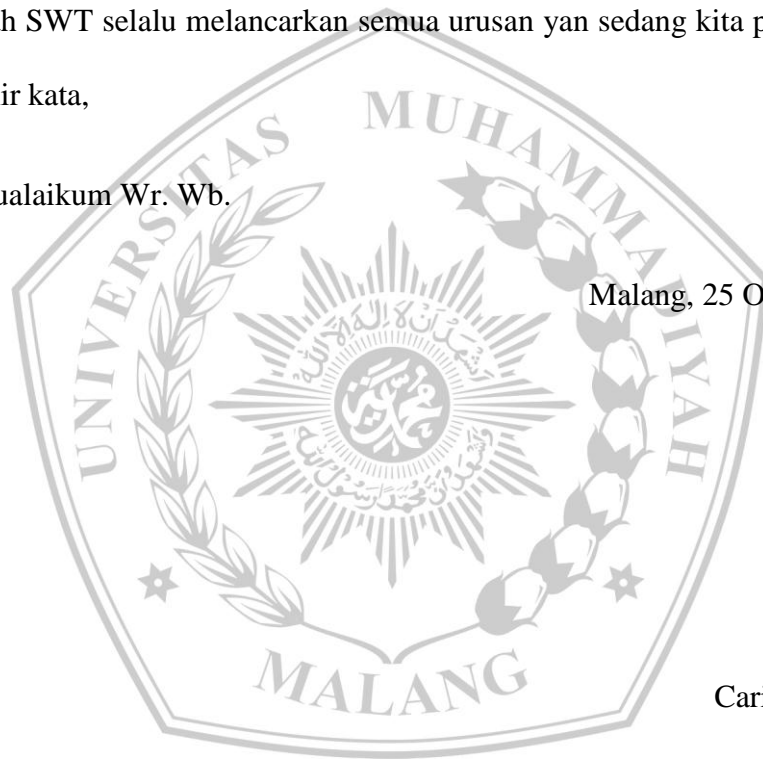 ah SWT selalu melancarkan semua urusan yan sedang kita p
ir kata,
ualaikum Wr. Wb.
Malang, 25 O
Cari
UNIVERSITAS MUHAMMADIYAH
MALANG